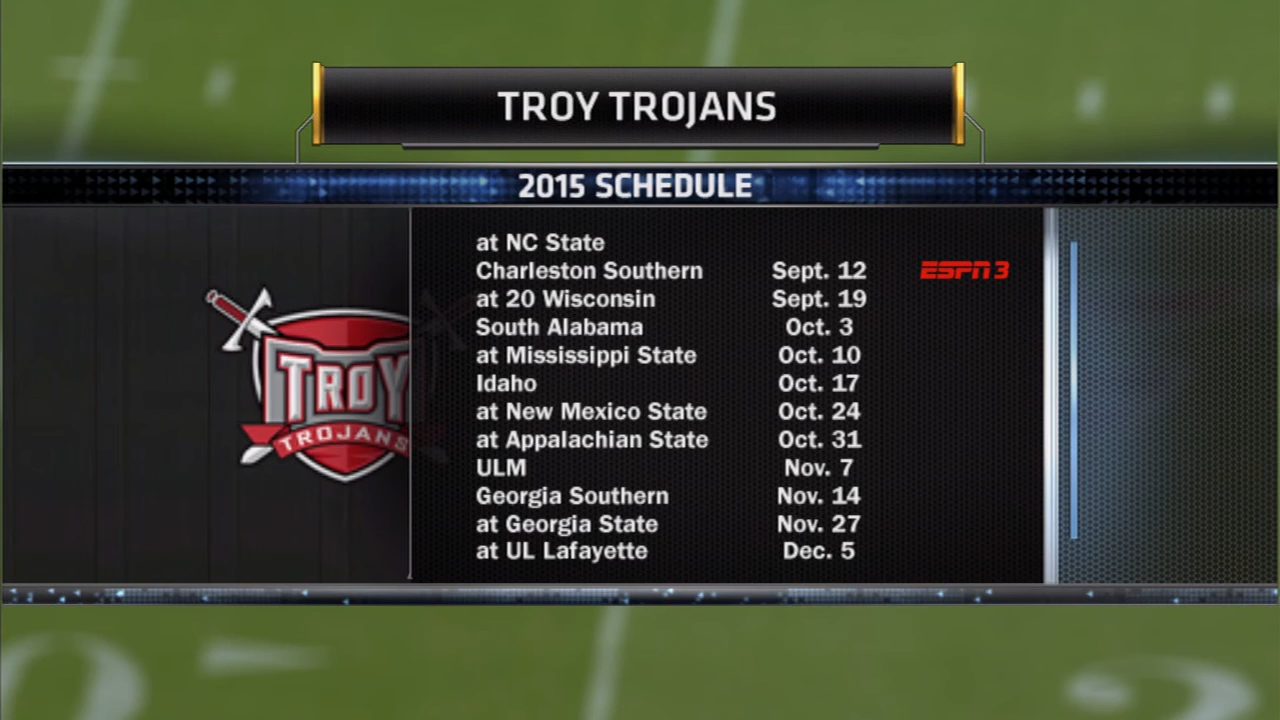 TROY TROJANS
2015 SCHEDULE
at NC State
Charleston Southern Sept. 12 ESPN3
at 20 Wisconsin Sept. 19
South Alabama Oct. 3
at Mississippi State Oct. 10
Idaho Oct. 17
at New Mexico State Oct. 24
at Appalachian State Oct. 31
ULM Nov. 7
Georgia Southern Nov. 14
at Georgia State Nov. 27
at UL Lafayette Dec. 5
TROY
TROJANS